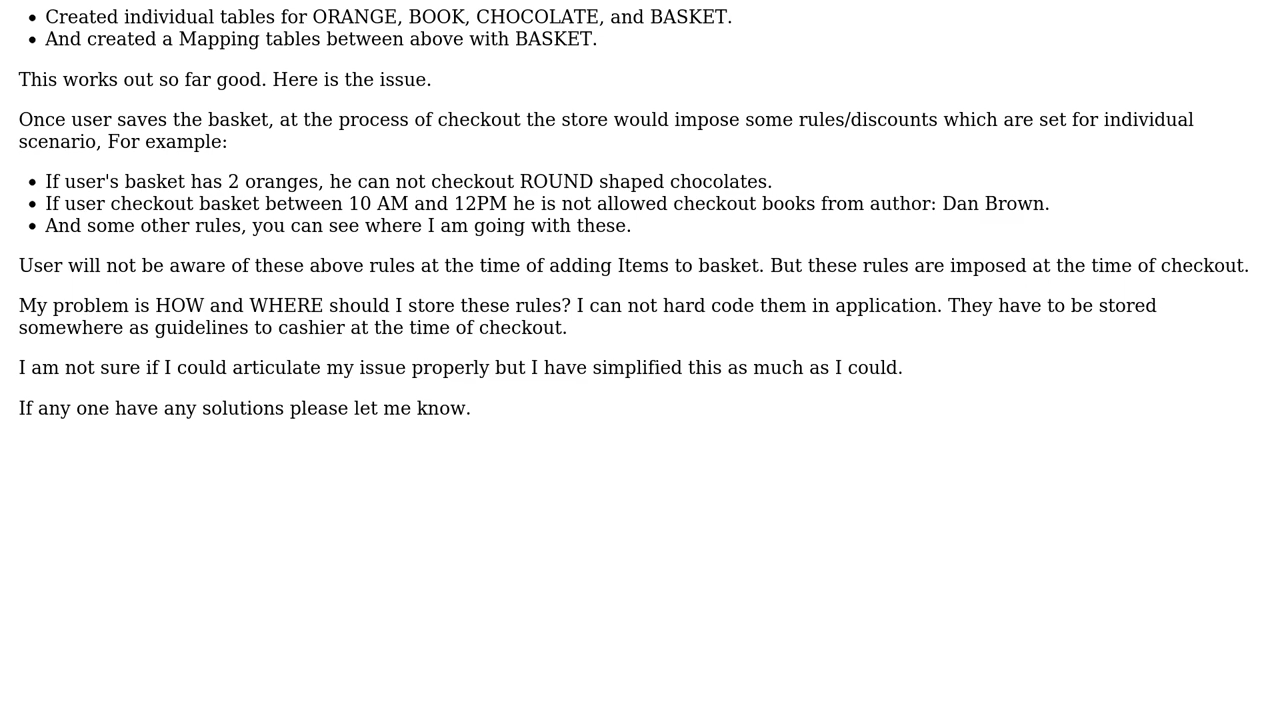 Created individual tables for ORANGE, BOOK, CHOCOLATE, and BASKET.
And created a Mapping tables between above with BASKET.
This works out so far good. Here is the issue.
Once user saves the basket, at the process of checkout the store would impose some rules/discounts which are set for individual
scenario, For example:
If user's basket has 2 oranges, he can not checkout ROUND shaped chocolates.
If user checkout basket between 10 AM and 12PM he is not allowed checkout books from author: Dan Brown.
And some other rules, you can see where I am going with these.
User will not be aware of these above rules at the time of adding Items to basket. But these rules are imposed at the time of checkout.
My problem is HOW and WHERE should I store these rules? I can not hard code them in application. They have to be stored
somewhere as guidelines to cashier at the time of checkout.
I am not sure if I could articulate my issue properly but I have simplified this as much as I could.
If any one have any solutions please let me know.